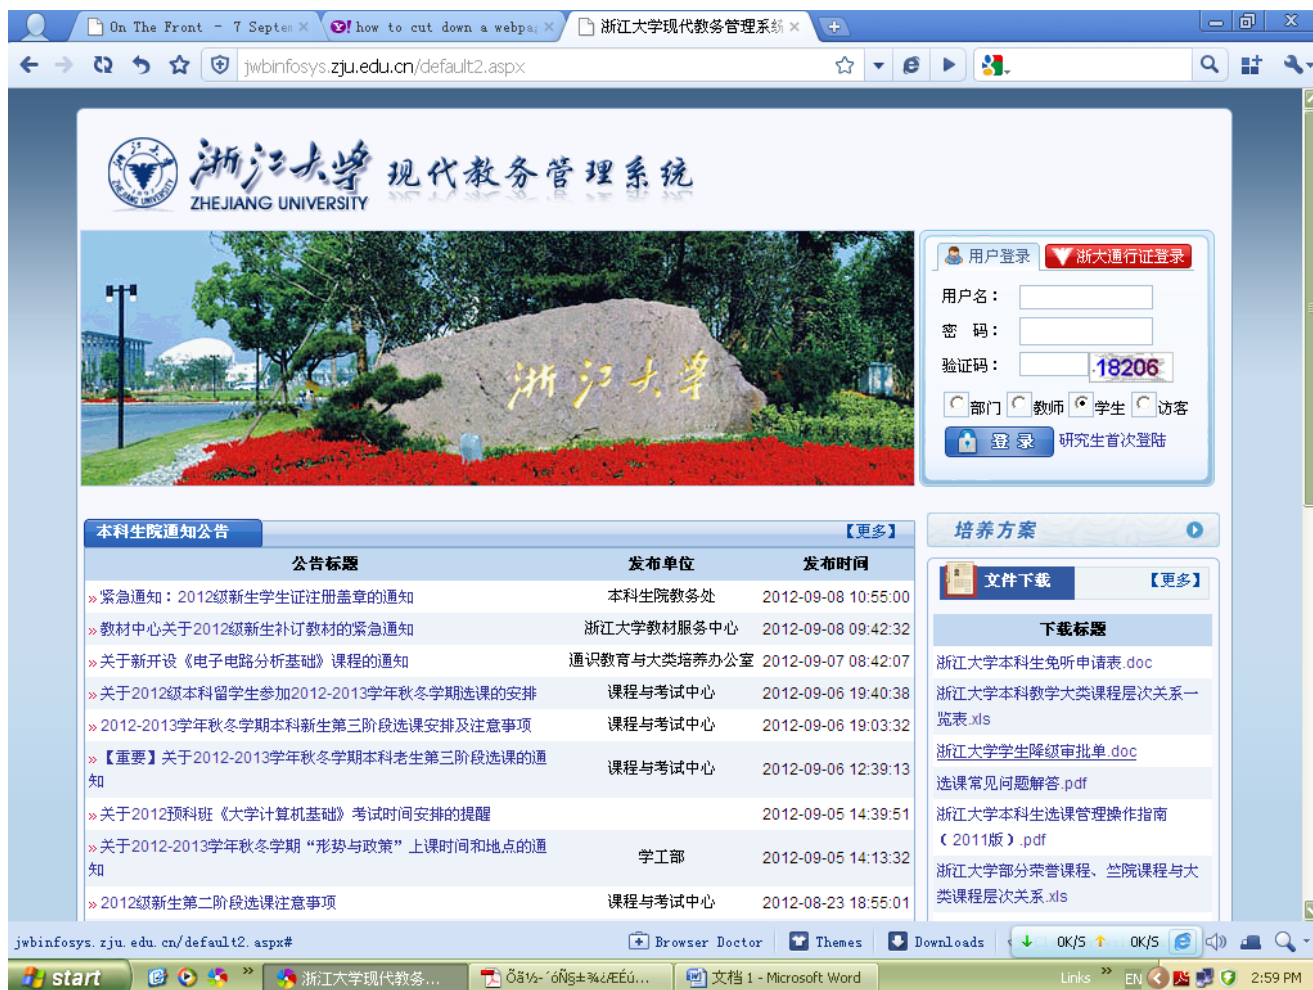 On The Front - 7 Septem
how to cut down a webpa
浙江大学现代教务管理系统
jwbinfosys.zju.edu.cn/default2.aspx
浙江大学 现代教务管理系统
ZHEJIANG UNIVERSITY
浙江大学
用户登录 浙大通行证登录
用户名：
密 码：
验证码： 18206
部门 教师 学生 访客
登 录 研究生首次登陆
本科生院通知公告 【更多】
公告标题 发布单位 发布时间
»紧急通知：2012级新生学生证注册盖章的通知 本科生院教务处 2012-09-08 10:55:00
»教材中心关于2012级新生补订教材的紧急通知 浙江大学教材服务中心 2012-09-08 09:42:32
»关于新开设《电子电路分析基础》课程的通知 通识教育与大类培养办公室 2012-09-07 08:42:07
»关于2012级本科留学生参加2012-2013学年秋冬学期选课的安排 课程与考试中心 2012-09-06 19:40:38
»2012-2013学年秋冬学期本科新生第三阶段选课安排及注意事项 课程与考试中心 2012-09-06 19:03:32
»【重要】关于2012-2013学年秋冬学期本科老生第三阶段选课的通
知 课程与考试中心 2012-09-06 12:39:13
»关于2012预科班《大学计算机基础》考试时间安排的提醒 2012-09-05 14:39:51
»关于2012-2013学年秋冬学期“形势与政策”上课时间和地点的通
知 学工部 2012-09-05 14:13:32
»2012级新生第二阶段选课注意事项 课程与考试中心 2012-08-23 18:55:01
培养方案
文件下载 【更多】
下载标题
浙江大学本科生免听申请表.doc
浙江大学本科教学大类课程层次关系一
览表.xls
浙江大学学生降级审批单.doc
选课常见问题解答.pdf
浙江大学本科生选课管理操作指南
（2011版）.pdf
浙江大学部分荣誉课程、竺院课程与大
类课程层次关系.xls
jwbinfosys.zju.edu.cn/default2.aspx# Browser Doctor Themes Downloads 0K/S 0K/S
start 浙江大学现代教务... Õã½-´óÑ§±¾¿ÆÉú... 文档 1 - Microsoft Word Links EN 2:59 PM